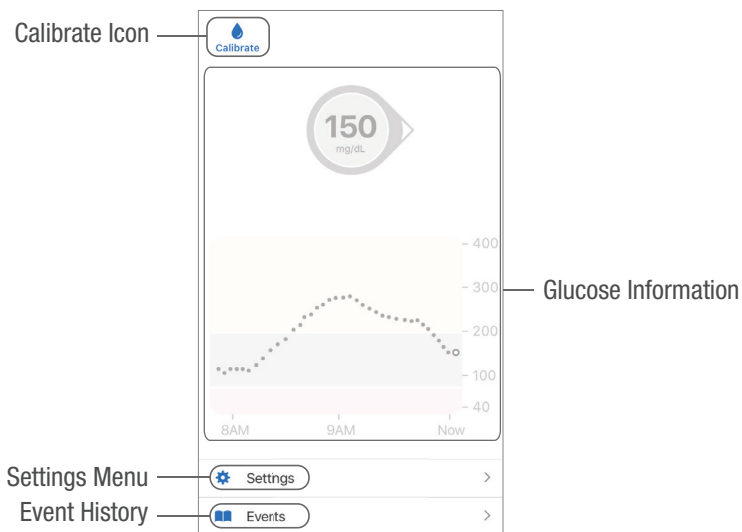 Calibrate Icon
Calibrate
150
mg/dL
400
300
Glucose Information
200
100
40
8AM 9AM Now
Settings Menu
Settings
Event History
Events